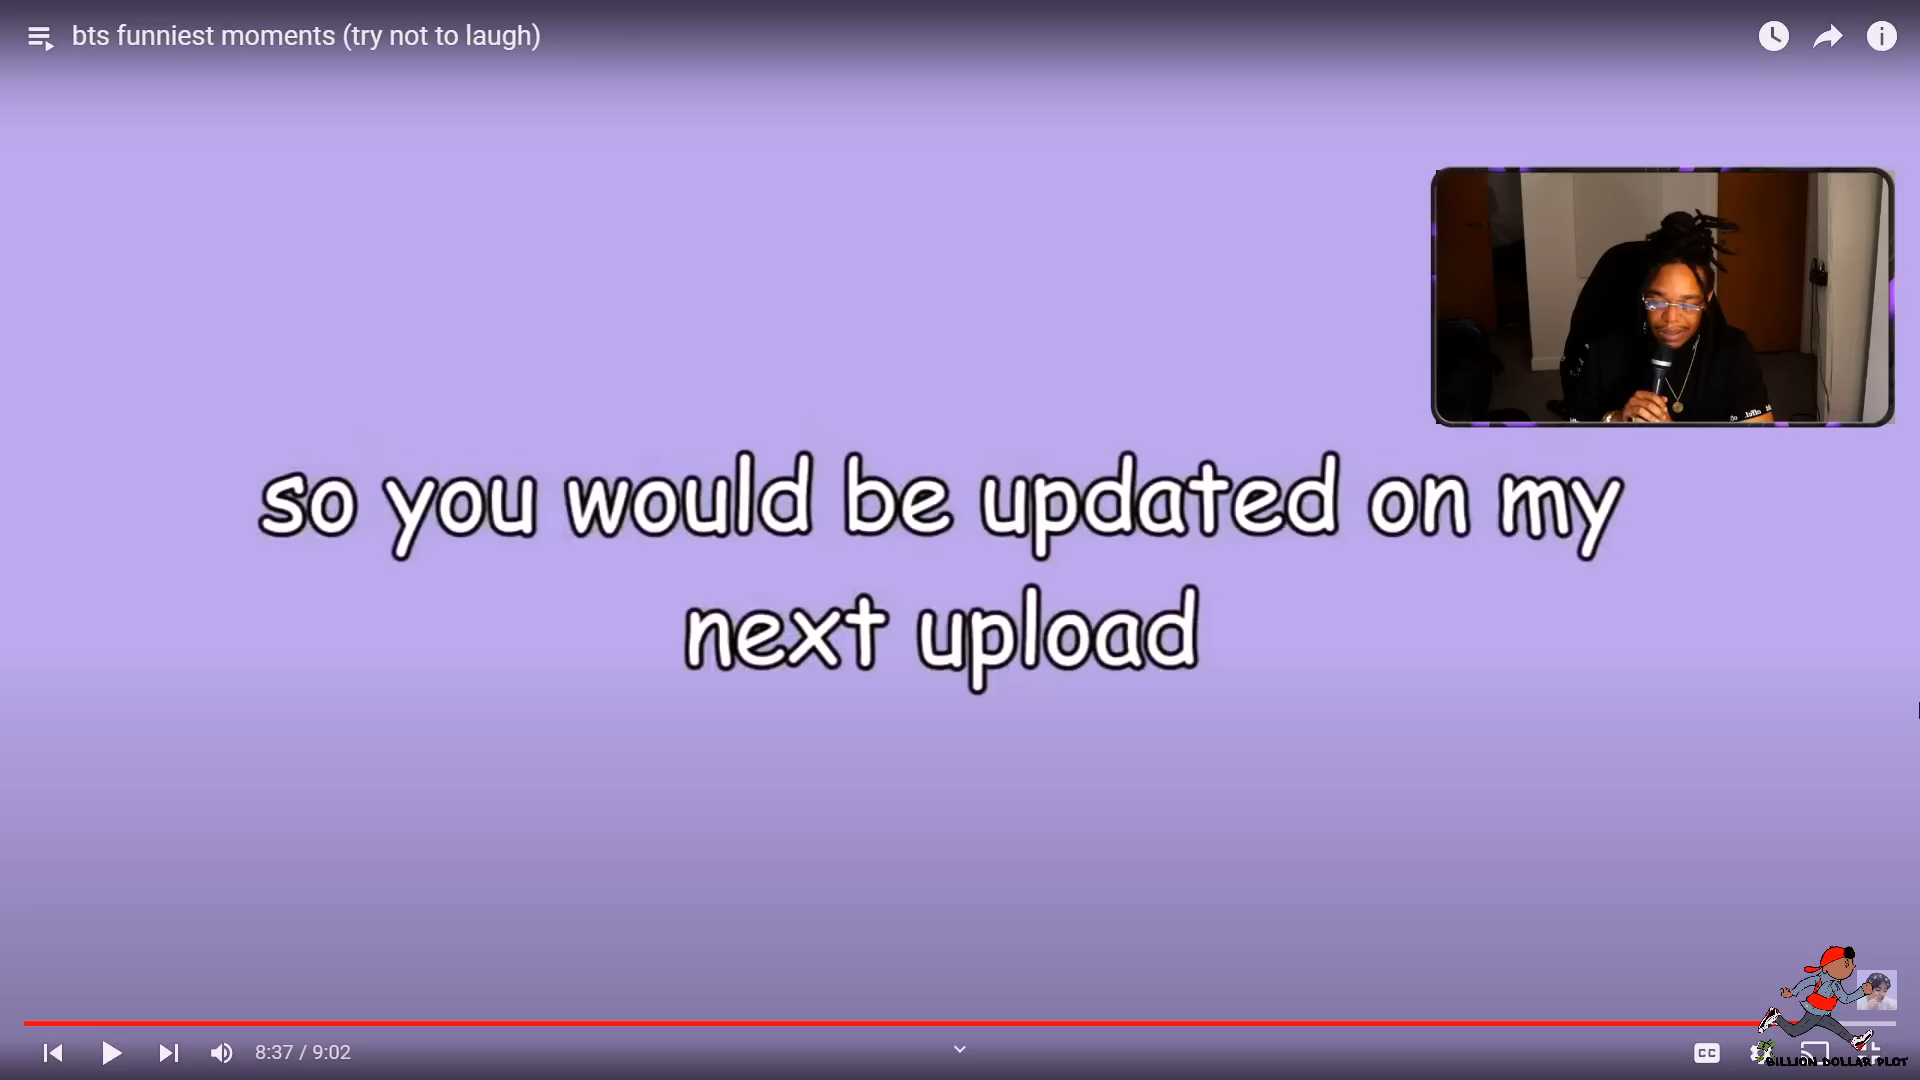 bts funniest moments (try not to laugh)
so you would be updated on my
next upload
8:37 / 9:02
CC
BILLION DOLLAR PLOT